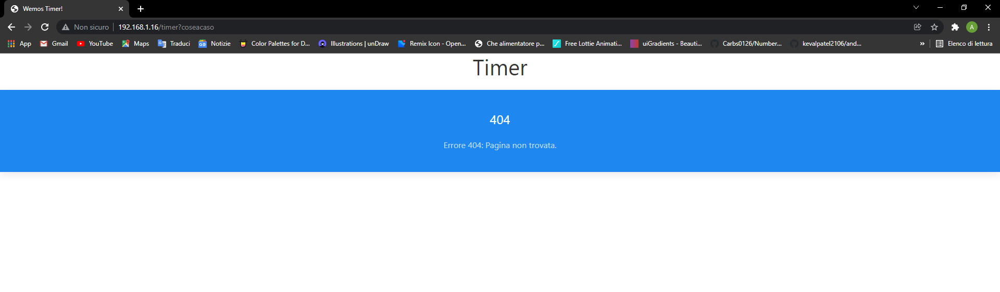 Wemos Timer!
Non sicuro 192.168.1.16/timer?coseacaso
A
App Gmail YouTube Maps Traduci Notizie Color Palettes for D... Illustrations | unDraw Remix Icon - Open... Che alimentatore p... Free Lottie Animati... uiGradients - Beauti... Carbs0126/Number... kevalpatel2106/and... » Elenco di lettura
Timer
404
Errore 404: Pagina non trovata.